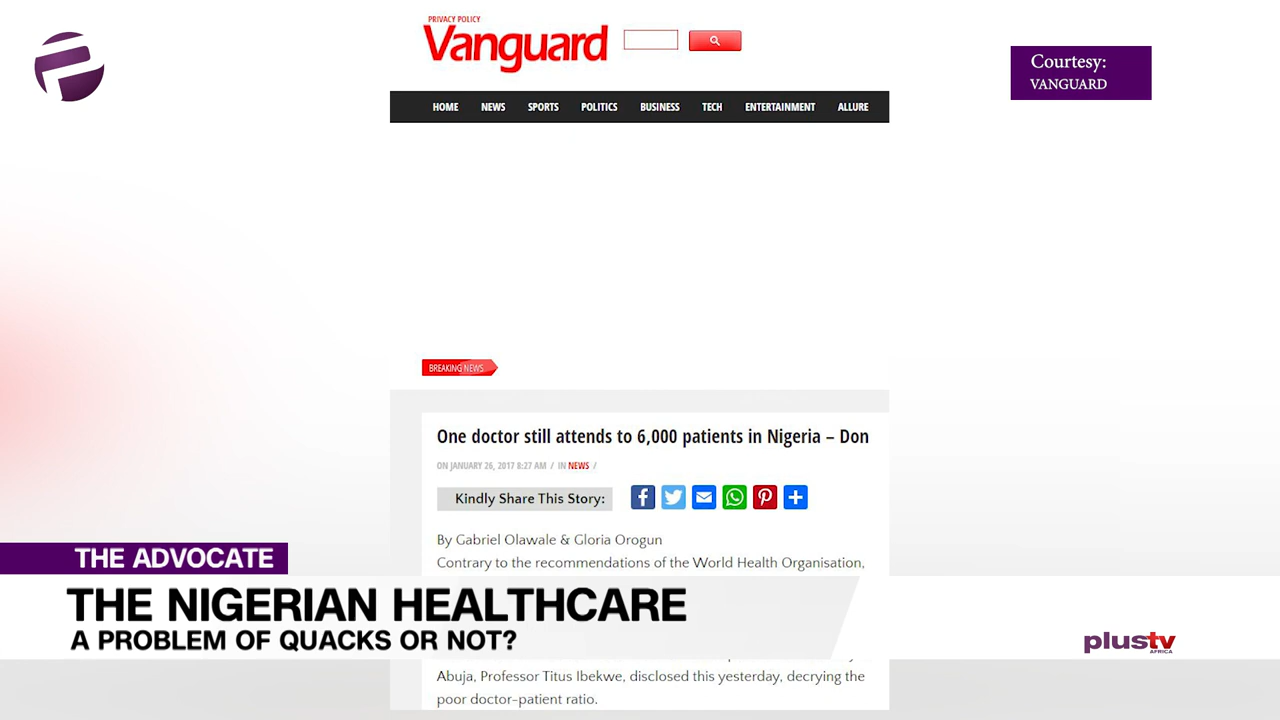 PRIVACY POLICY
Vanguard
Courtesy:
VANGUARD
HOME NEWS SPORTS POLITICS BUSINESS TECH ENTERTAINMENT ALLURE
BREAKING NEWS
One doctor still attends to 6,000 patients in Nigeria – Don
ON JANUARY 26, 2017 8:27 AM / IN NEWS /
Kindly Share This Story:
By Gabriel Olawale & Gloria Orogun
Contrary to the recommendations of the World Health Organisation,
THE ADVOCATE
THE NIGERIAN HEALTHCARE
A PROBLEM OF QUACKS OR NOT?
plustv
AFRICA
Abuja, Professor Titus Ibekwe, disclosed this yesterday, decrying the
poor doctor-patient ratio.